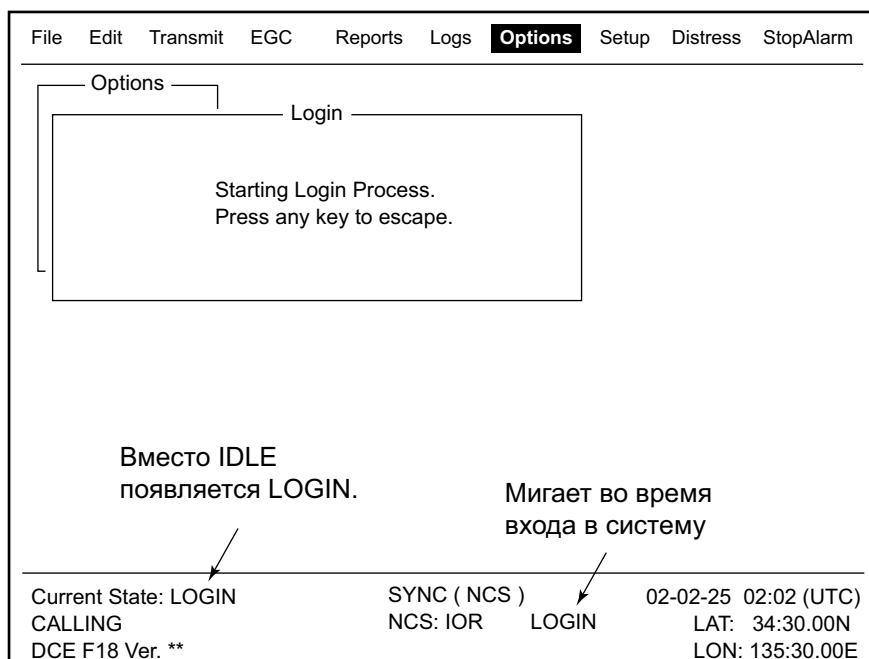 File Edit Transmit EGC Reports Logs Options Setup Distress StopAlarm
Options
Login
Starting Login Process.
Press any key to escape.
Вместо IDLE
появляется LOGIN.
Мигает во время
входа в систему
Current State: LOGIN SYNC ( NCS ) 02-02-25 02:02 (UTC)
CALLING NCS: IOR LOGIN LAT: 34:30.00N
DCE F18 Ver. ** LON: 135:30.00E